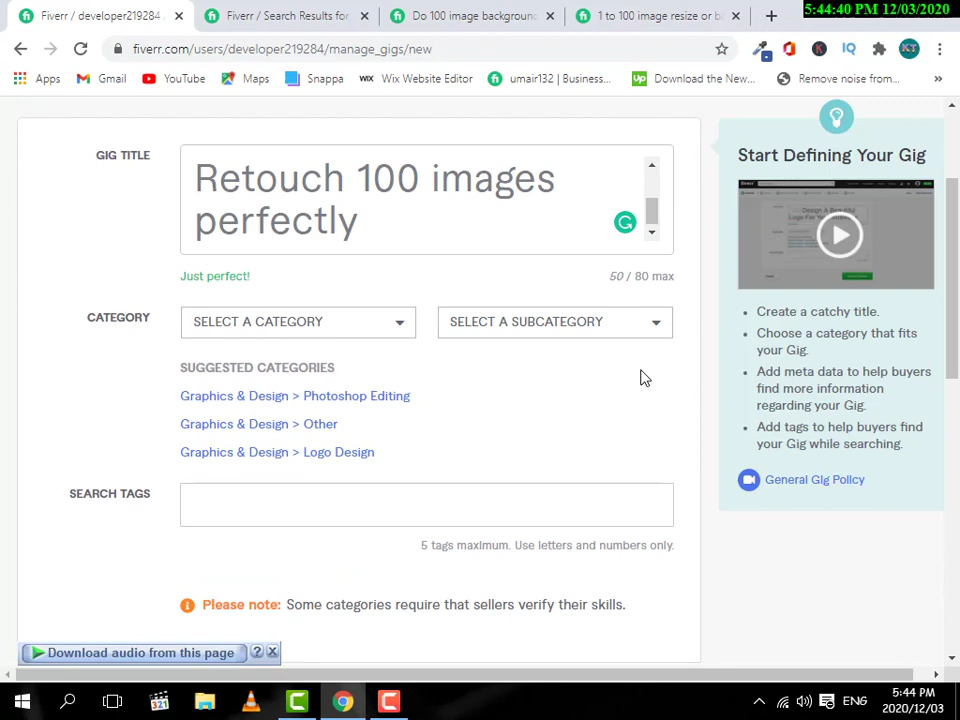 5:44:40 PM 12/03/2020
Fiverr / developer219284
Fiverr / Search Results for
Do 100 image background
1 to 100 image resize or b
fiverr.com/users/developer219284/manage_gigs/new
Apps
Gmail
YouTube
Maps
Snappa
WIX Wix Website Editor
umair132 | Business...
Up Download the New...
Remove noise from...
»
GIG TITLE
Retouch 100 images
perfectly
Just perfect!
50 / 80 max
CATEGORY
SELECT A CATEGORY
SELECT A SUBCATEGORY
SUGGESTED CATEGORIES
Graphics & Design > Photoshop Editing
Graphics & Design > Other
Graphics & Design > Logo Design
SEARCH TAGS
5 tags maximum. Use letters and numbers only.
Please note: Some categories require that sellers verify their skills.
Start Defining Your Gig
Create a catchy title.
Choose a category that fits
your Gig.
Add meta data to help buyers
find more information
regarding your Gig.
Add tags to help buyers find
your Gig while searching.
General Gig Policy
Download audio from this page
ENG
5:44 PM
2020/12/03